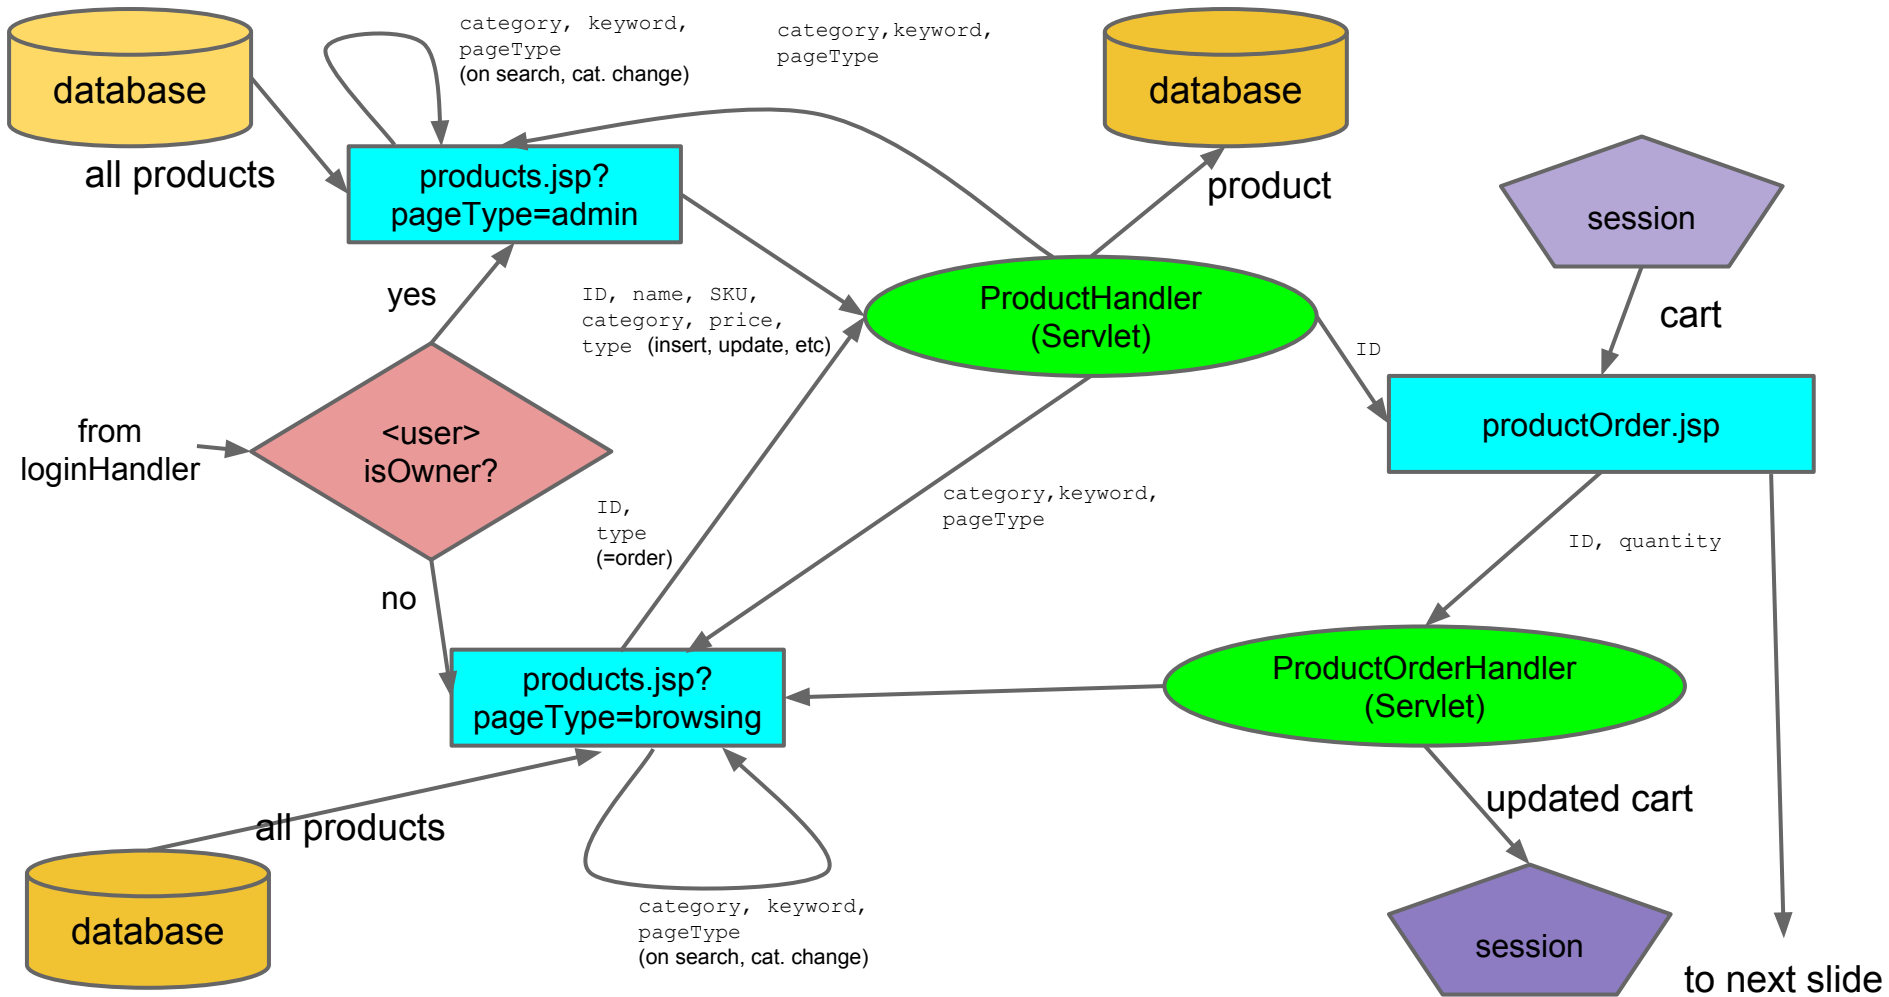 category, keyword,
pageType
(on search, cat. change)
category,keyword,
pageType
database
database
all products
products.jsp?
pageType=admin
product
session
yes
ID, name, SKU,
category, price,
type (insert, update, etc)
ProductHandler
(Servlet)
cart
ID
from
loginHandler
<user>
isOwner?
productOrder.jsp
ID,
type
(=order)
category,keyword,
pageType
ID, quantity
no
products.jsp?
pageType=browsing
ProductOrderHandler
(Servlet)
all products
updated cart
database
category, keyword,
pageType
(on search, cat. change)
session
to next slide